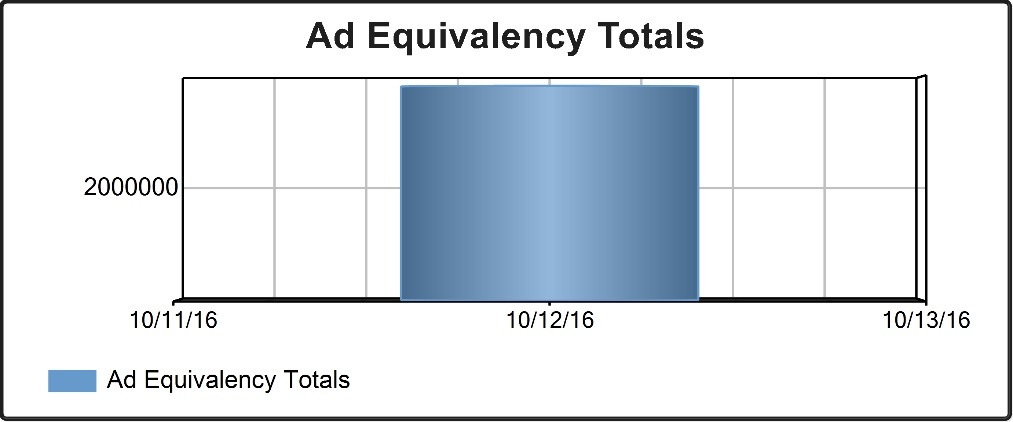 Ad Equivalency Totals
2000000
10/11/16 10/12/16 10/13/16
Ad Equivalency Totals